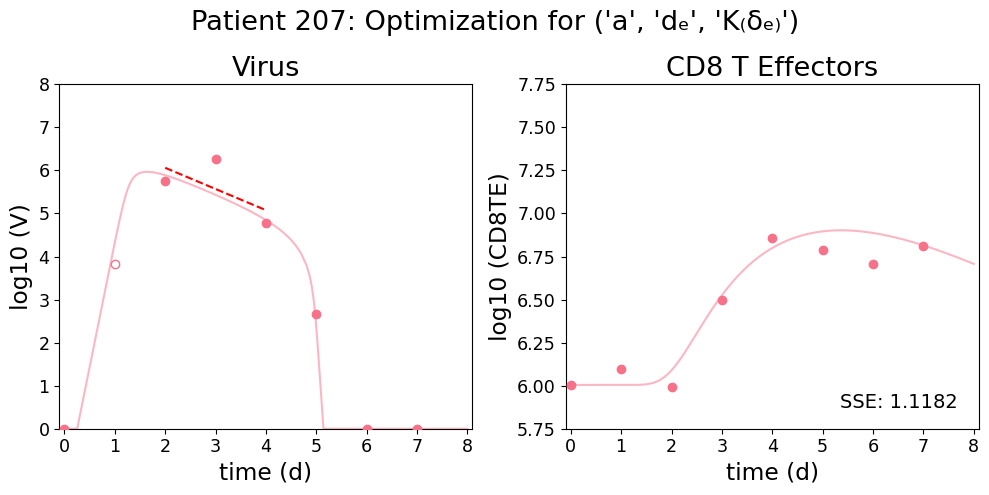 Patient 207: Optimization for ('a', 'dₑ', 'K₍δₑ₎')
Virus
CD8 T Effectors
log10 (V)
8
7
6
5
4
3
2
1
0
0 1 2 3 4 5 6 7 8
time (d)
log10 (CD8TE)
7.75
7.50
7.25
7.00
6.75
6.50
6.25
6.00
5.75
SSE: 1.1182
0 1 2 3 4 5 6 7 8
time (d)